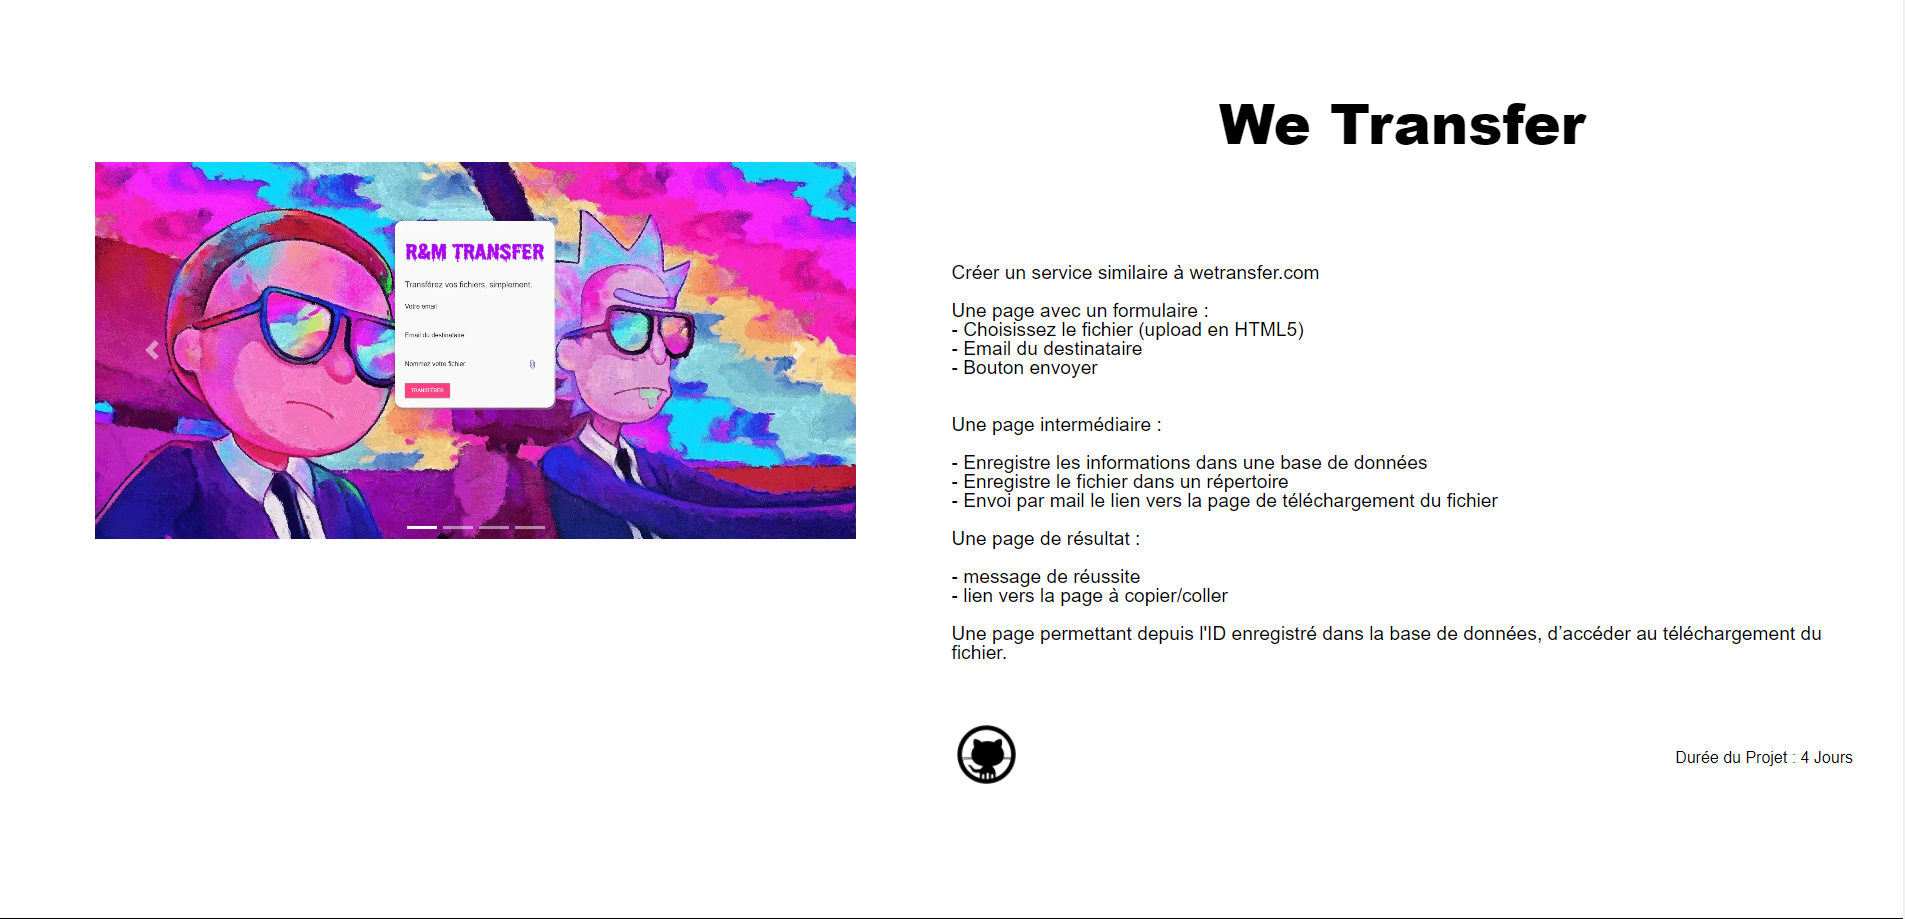 We Transfer
R&M TRANSFER
Transférez vos fichiers, simplement.
Votre email
Email du destinataire
Nommez votre fichier
TRANSFÉRER
Créer un service similaire à wetransfer.com
Une page avec un formulaire :
- Choisissez le fichier (upload en HTML5)
- Email du destinataire
- Bouton envoyer
Une page intermédiaire :
- Enregistre les informations dans une base de données
- Enregistre le fichier dans un répertoire
- Envoi par mail le lien vers la page de téléchargement du fichier
Une page de résultat :
- message de réussite
- lien vers la page à copier/coller
Une page permettant depuis l'ID enregistré dans la base de données, d’accéder au téléchargement du
fichier.
Durée du Projet : 4 Jours